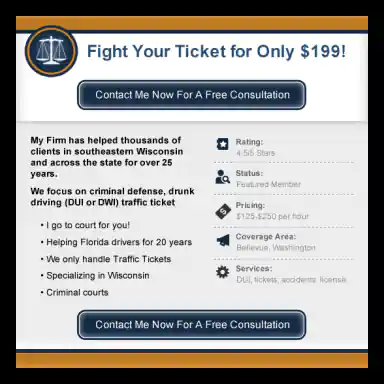 Fight Your Ticket for Only $199!
Contact Me Now For A Free Consultation
My Firm has helped thousands of
clients in southeastern Wisconsin
and across the state for over 25
years.
We focus on criminal defense, drunk
driving (DUI or DWI) traffic ticket
• I go to court for you!
• Helping Florida drivers for 20 years
• We only handle Traffic Tickets
• Specializing in Wisconsin
• Criminal courts
Rating:
4.5/5 Stars
Status:
Featured Member
Pricing:
$125-$250 per hour
Coverage Area:
Bellevue, Washington
Services:
DUI, tickets, accidents, license
Contact Me Now For A Free Consultation